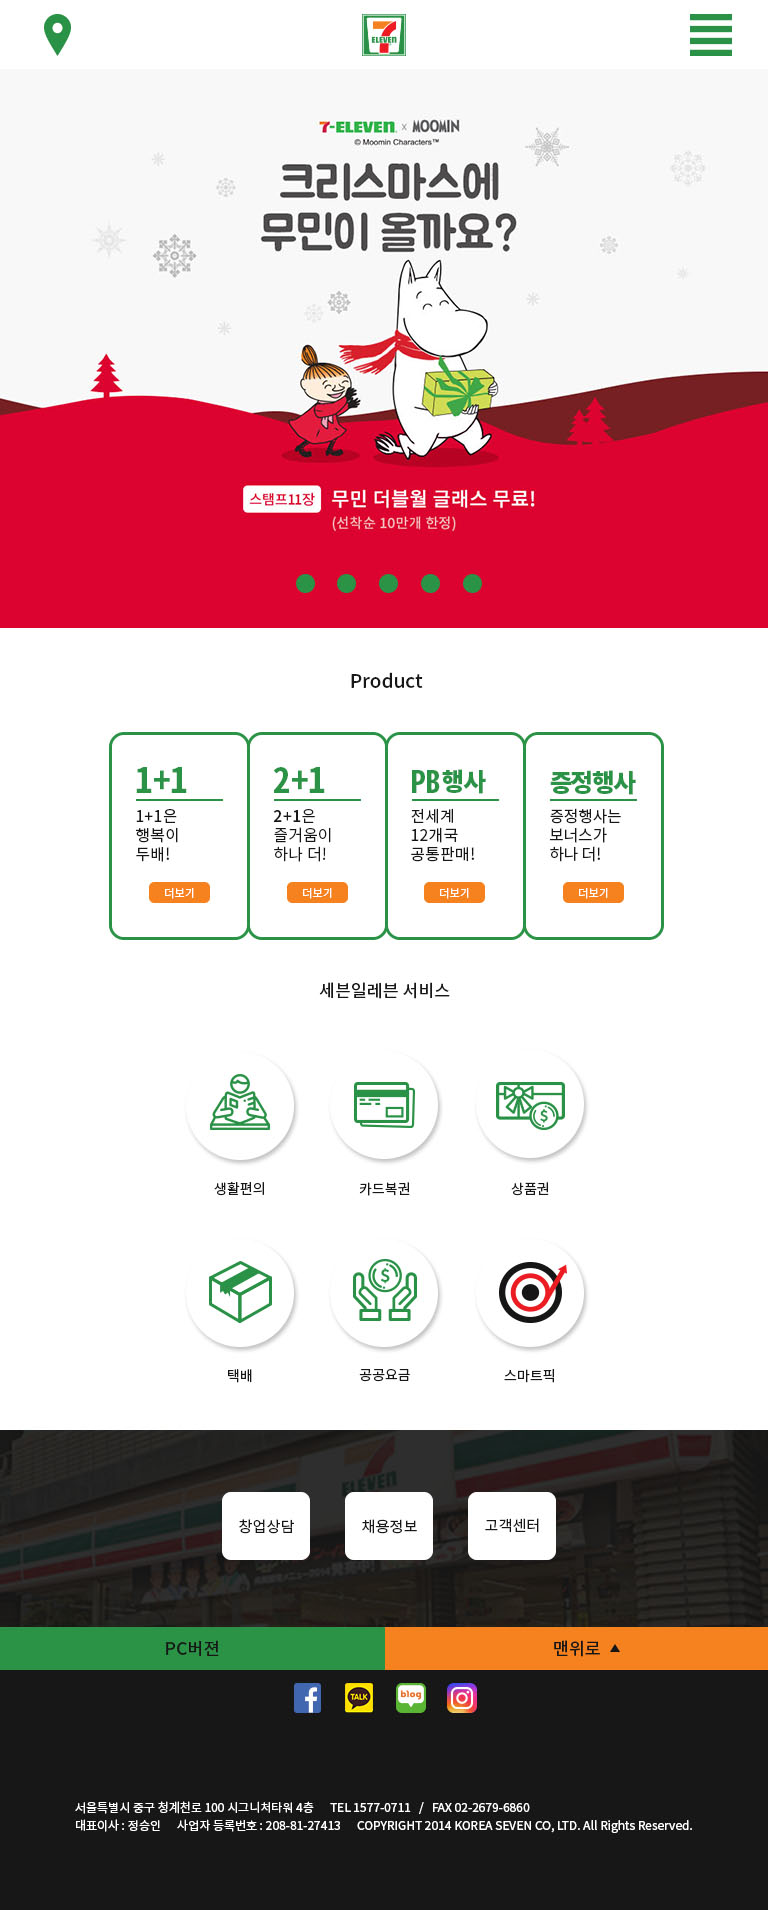 7
ELEVEN
7-ELEVEN. x MOOMIN
© Moomin Characters™
크리스마스에
무민이 올까요?
스탬프11장 무민 더블월 글래스 무료!
(선착순 10만개 한정)
Product
1+1
1+1은
행복이
두배!
더보기
2+1
2+1은
즐거움이
하나 더!
더보기
PB행사
전세계
12개국
공통판매!
더보기
증정행사
증정행사는
보너스가
하나 더!
더보기
세븐일레븐 서비스
생활편의 카드복권 상품권
택배 공공요금 스마트픽
ELEVEN
창업상담 채용정보 고객센터
PC버젼 맨위로 ▲
TALK blog
서울특별시 중구 청계천로 100 시그니처타워 4층 TEL 1577-0711 / FAX 02-2679-6860
대표이사 : 정승인 사업자 등록번호 : 208-81-27413 COPYRIGHT 2014 KOREA SEVEN CO, LTD. All Rights Reserved.